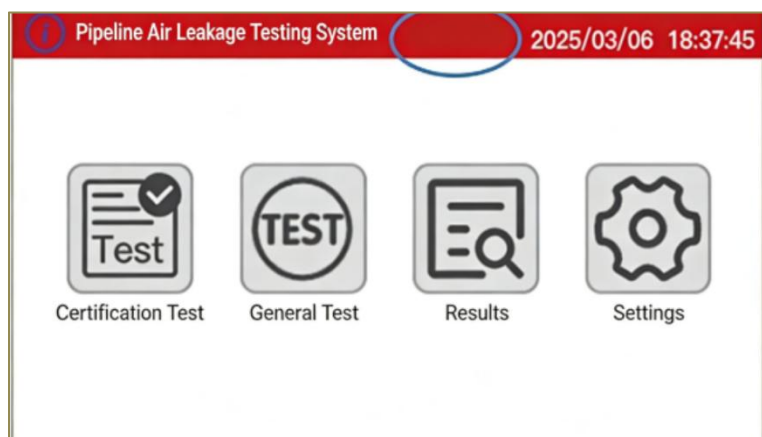 Pipeline Air Leakage Testing System 2025/03/06 18:37:45
Test
TEST
Certification Test General Test Results Settings